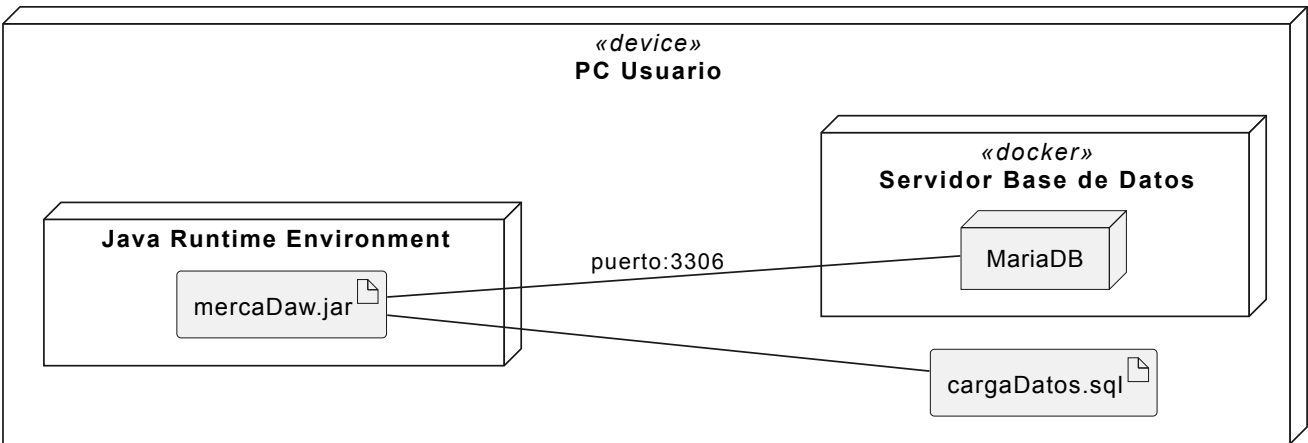 «device»
PC Usuario
«docker»
Servidor Base de Datos
Java Runtime Environment
puerto:3306
MariaDB
mercaDaw.jar
cargaDatos.sql